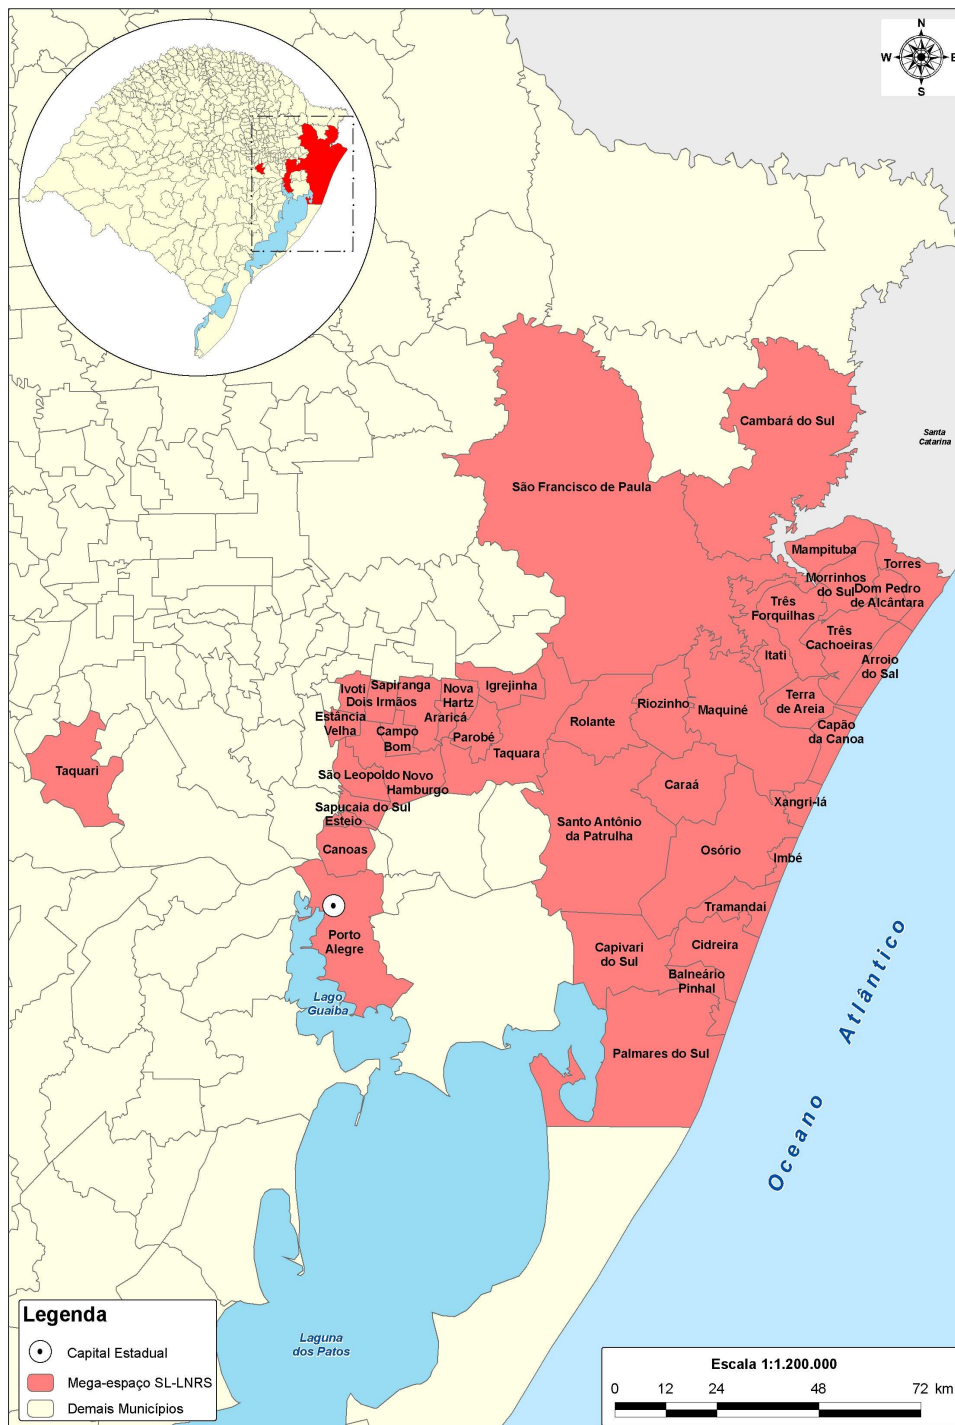 N
W
E
S
Santa
Catarina
Cambará do Sul
São Francisco de Paula
Mampituba
Torres
Morrinhos
do Sul
Dom Pedro
de Alcântara
Três
Forquilhas
Três
Cachoeiras
Itati
Arroio
do Sal
Ivoti
Sapiranga
Dois Irmãos
Nova
Hartz
Igrejinha
Riozinho
Maquiné
Terra
de Areia
Estância
Velha
Araricá
Rolante
Capão
da Canoa
Campo
Bom
Parobé
Taquara
Taquari
São Leopoldo
Novo
Hamburgo
Caraá
Xangri-lá
Sapucaia do Sul
Esteio
Santo Antônio
da Patrulha
Canoas
Osório
Imbé
Tramandai
Porto
Alegre
Capivari
do Sul
Cidreira
Balneário
Pinhal
Lago
Guaíba
Palmares do Sul
Oceano Atlântico
Laguna
dos Patos
Legenda
Capital Estadual
Mega-espaço SL-LNRS
Demais Municípios
Escala 1:1.200.000
0 12 24 48 72 km